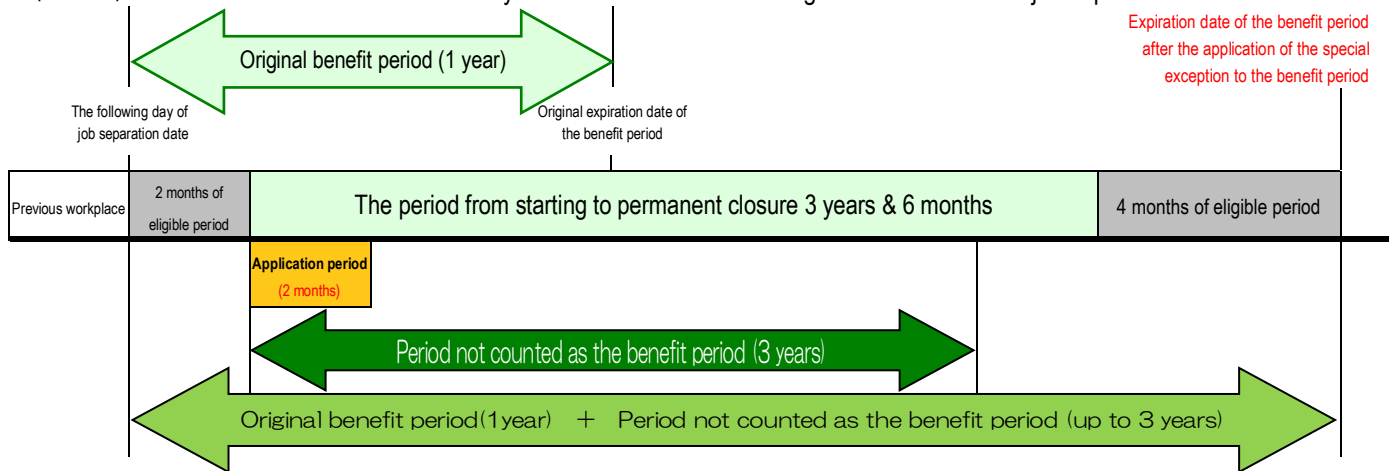 Original benefit period (1 year)
Expiration date of the benefit period
after the application of the special
exception to the benefit period
The following day of
job separation date
Original expiration date of
the benefit period
Previous workplace
2 months of
eligible period
The period from starting to permanent closure 3 years & 6 months
4 months of eligible period
Application period
(2 months)
Period not counted as the benefit period (3 years)
Original benefit period(1year) + Period not counted as the benefit period (up to 3 years)